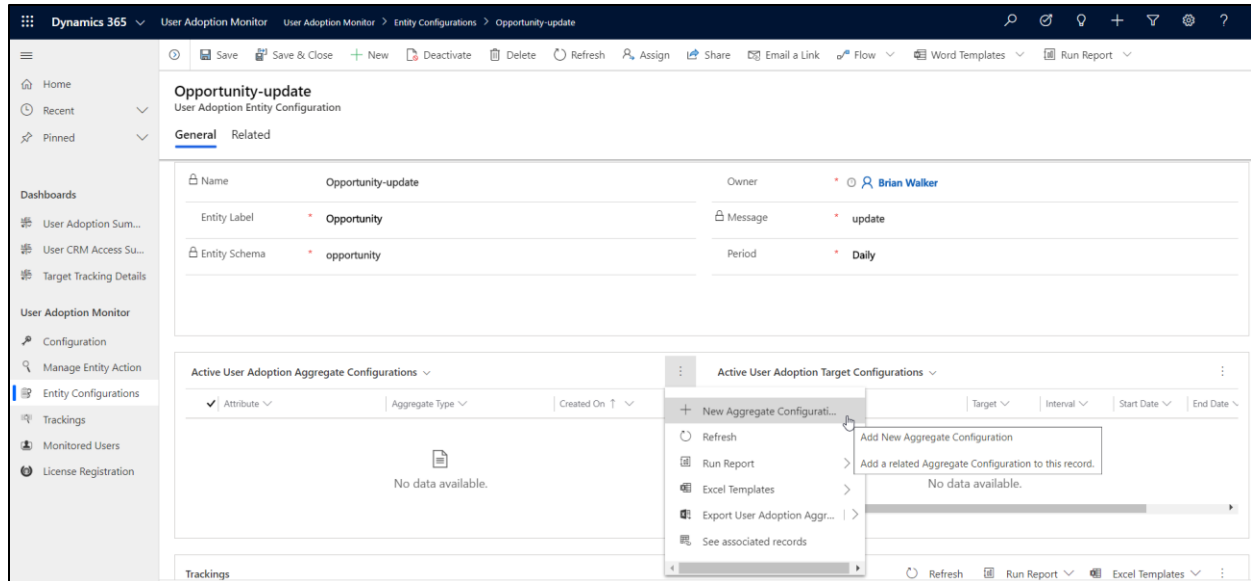 Dynamics 365 User Adoption Monitor User Adoption Monitor > Entity Configurations > Opportunity-update ?
Save Save & Close New Deactivate Delete Refresh Assign Share Email a Link Flow Word Templates Run Report
Home
Recent
Pinned
Dashboards
User Adoption Sum...
User CRM Access Su...
Target Tracking Details
User Adoption Monitor
Configuration
Manage Entity Action
Entity Configurations
Trackings
Monitored Users
License Registration
Opportunity-update
User Adoption Entity Configuration
General Related
Name Opportunity-update Owner * Brian Walker
Entity Label * Opportunity Message * update
Entity Schema * opportunity Period * Daily
Active User Adoption Aggregate Configurations Active User Adoption Target Configurations
Attribute Aggregate Type Created On ↑ Target Interval Start Date End Date
No data available. No data available.
New Aggregate Configurati...
Refresh
Run Report
Excel Templates
Export User Adoption Aggr...
See associated records
Add New Aggregate Configuration
Add a related Aggregate Configuration to this record.
Trackings Refresh Run Report Excel Templates